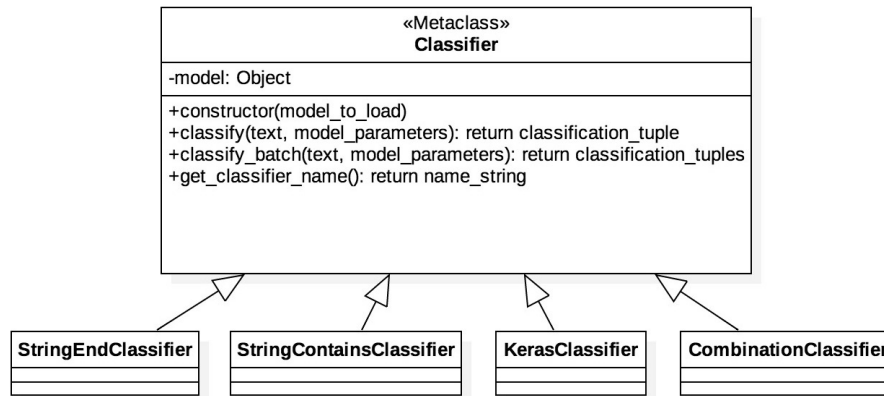 «Metaclass»
Classifier
-model: Object
+constructor(model_to_load)
+classify(text, model_parameters): return classification_tuple
+classify_batch(text, model_parameters): return classification_tuples
+get_classifier_name(): return name_string
StringEndClassifier
StringContainsClassifier
KerasClassifier
CombinationClassifier